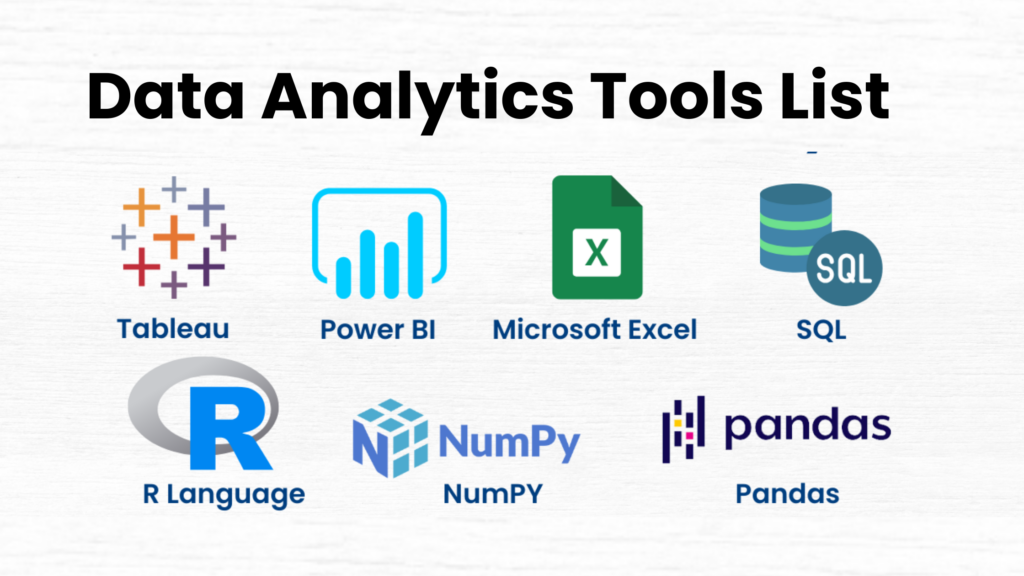 Data Analytics Tools List
-
X
SQL
Tableau
Power BI
Microsoft Excel
SQL
R
NumPy
pandas
R Language
NumPY
Pandas